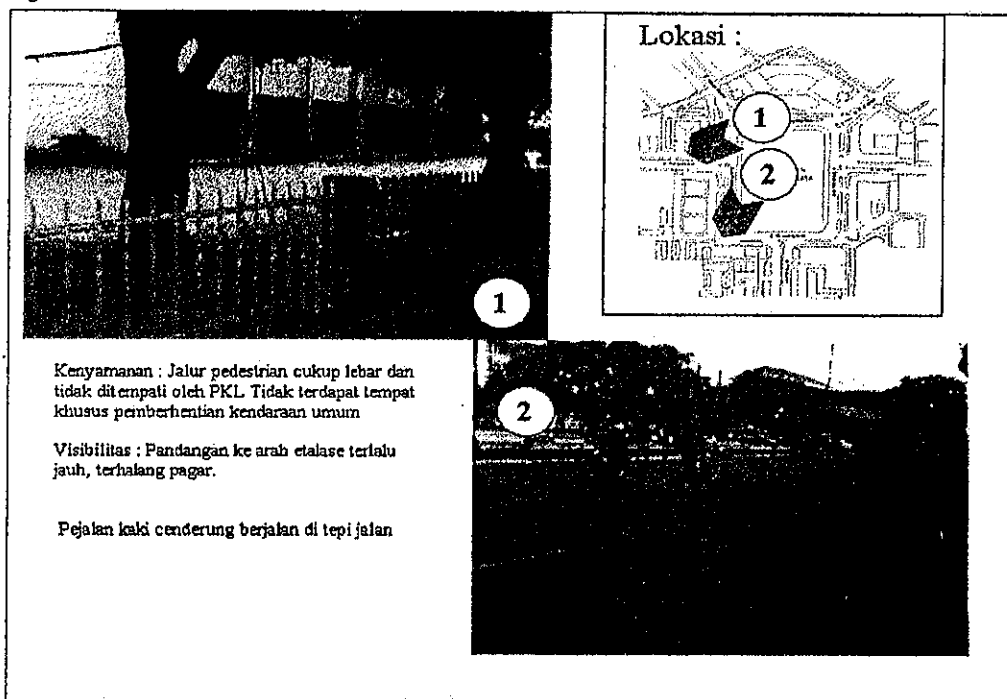 Lokasi :
1
2
1
Kenyamanan : Jalur pedestrian cukup lebar dan
tidak ditempati oleh PKL. Tidak terdapat tempat
khusus pemberhentian kendaraan umum
2
Visibilitas : Pandangan ke arah etalase terlalu
jauh, terhalang pagar.
Pejalan kaki cenderung berjalan di tepi jalan